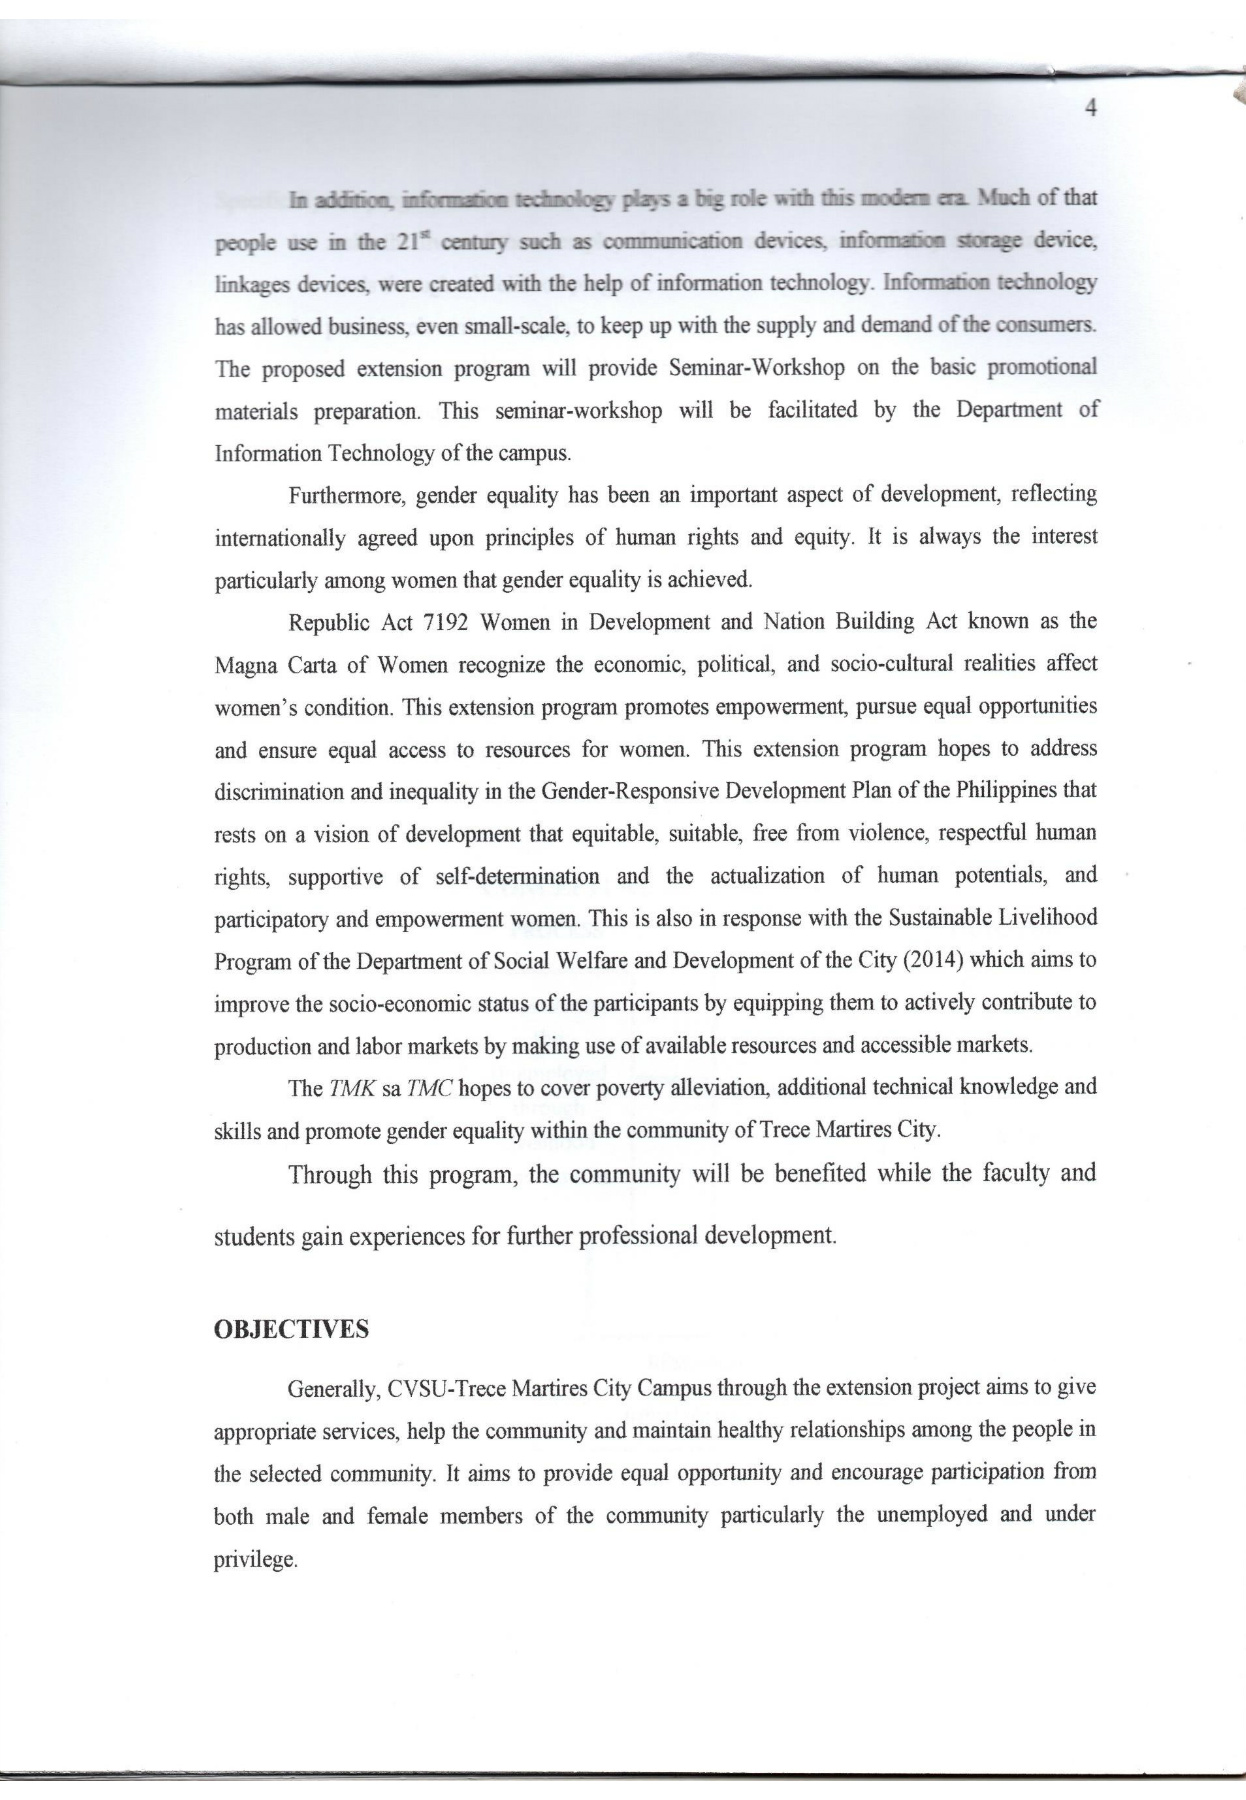 4
In addition, information technology plays a big role with this modern era. Much of that
people use in the 21st century such as communication devices, information storage device,
linkages devices, were created with the help of information technology. Information technology
has allowed business, even small-scale, to keep up with the supply and demand of the consumers.
The proposed extension program will provide Seminar-Workshop on the basic promotional
materials preparation. This seminar-workshop will be facilitated by the Department of
Information Technology of the campus.
Furthermore, gender equality has been an important aspect of development, reflecting
internationally agreed upon principles of human rights and equity. It is always the interest
particularly among women that gender equality is achieved.
Republic Act 7192 Women in Development and Nation Building Act known as the
Magna Carta of Women recognize the economic, political, and socio-cultural realities affect
women's condition. This extension program promotes empowerment, pursue equal opportunities
and ensure equal access to resources for women. This extension program hopes to address
discrimination and inequality in the Gender-Responsive Development Plan of the Philippines that
rests on a vision of development that equitable, suitable, free from violence, respectful human
rights, supportive of self-determination and the actualization of human potentials, and
participatory and empowerment women. This is also in response with the Sustainable Livelihood
Program of the Department of Social Welfare and Development of the City (2014) which aims to
improve the socio-economic status of the participants by equipping them to actively contribute to
production and labor markets by making use of available resources and accessible markets.
The TMK sa TMC hopes to cover poverty alleviation, additional technical knowledge and
skills and promote gender equality within the community of Trece Martires City.
Through this program, the community will be benefited while the faculty and
students gain experiences for further professional development.
OBJECTIVES
Generally, CVSU-Trece Martires City Campus through the extension project aims to give
appropriate services, help the community and maintain healthy relationships among the people in
the selected community. It aims to provide equal opportunity and encourage participation from
both male and female members of the community particularly the unemployed and under
privilege.